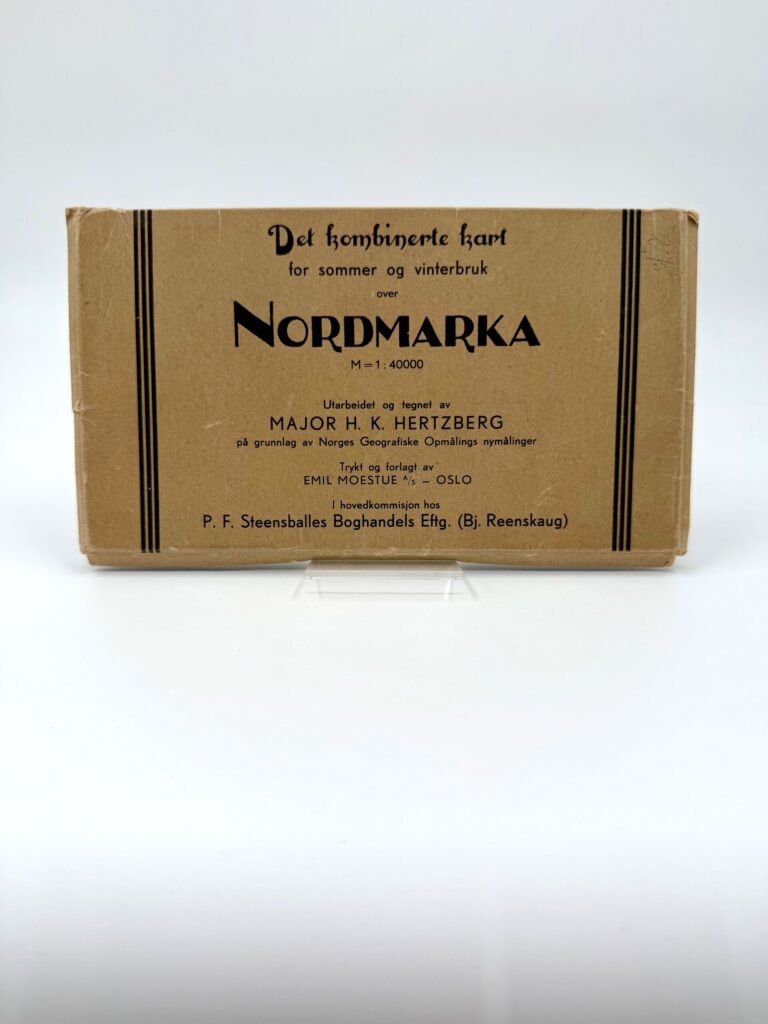 Det kombinerte kart
for sommer og vinterbruk
over
NORDMARKA
M = 1 : 40000
Utarbeidet og tegnet av
MAJOR H. K. HERTZBERG
på grunnlag av Norges Geografiske Opmålings nymålinger
Trykt og forlagt av
EMIL MOESTUE A/S – OSLO
I hovedkommisjon hos
P. F. Steensballes Boghandels Eftg. (Bj. Reenskaug)